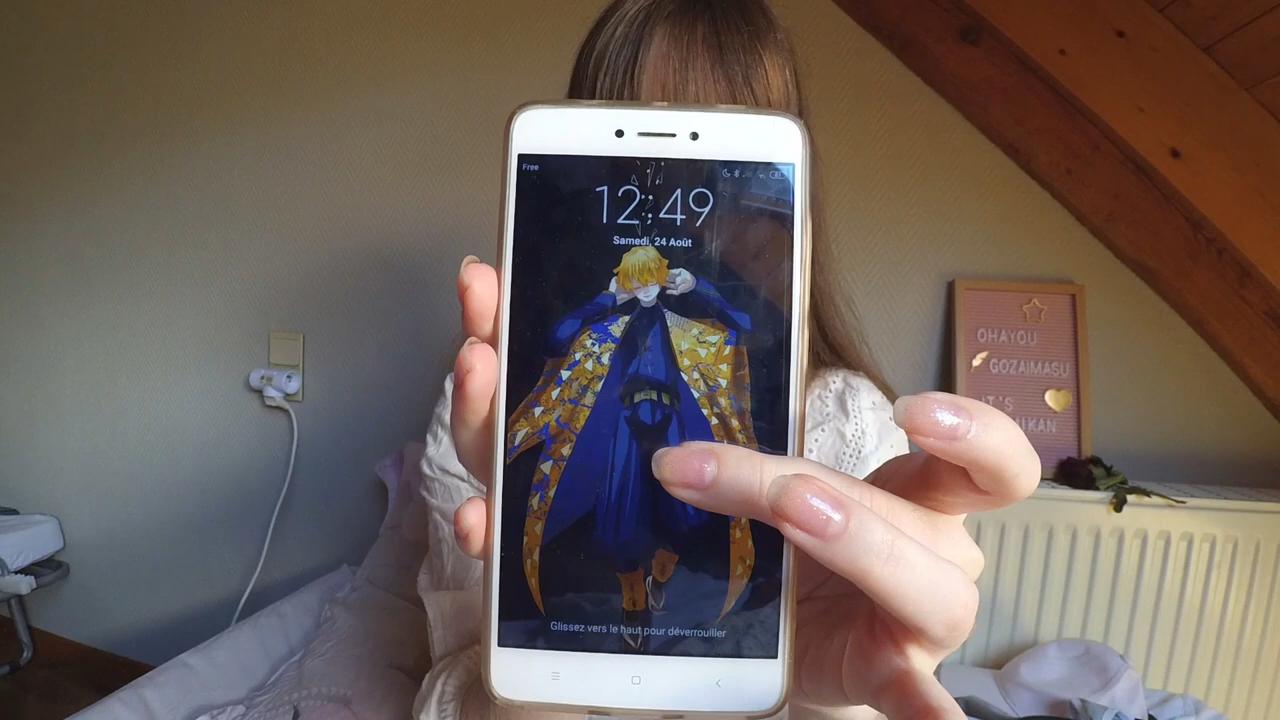 Free
12:49
Samedi, 24 Août
Glissez vers le haut pour déverrouiller
OHAYOU
GOZAIMASU
IT'S